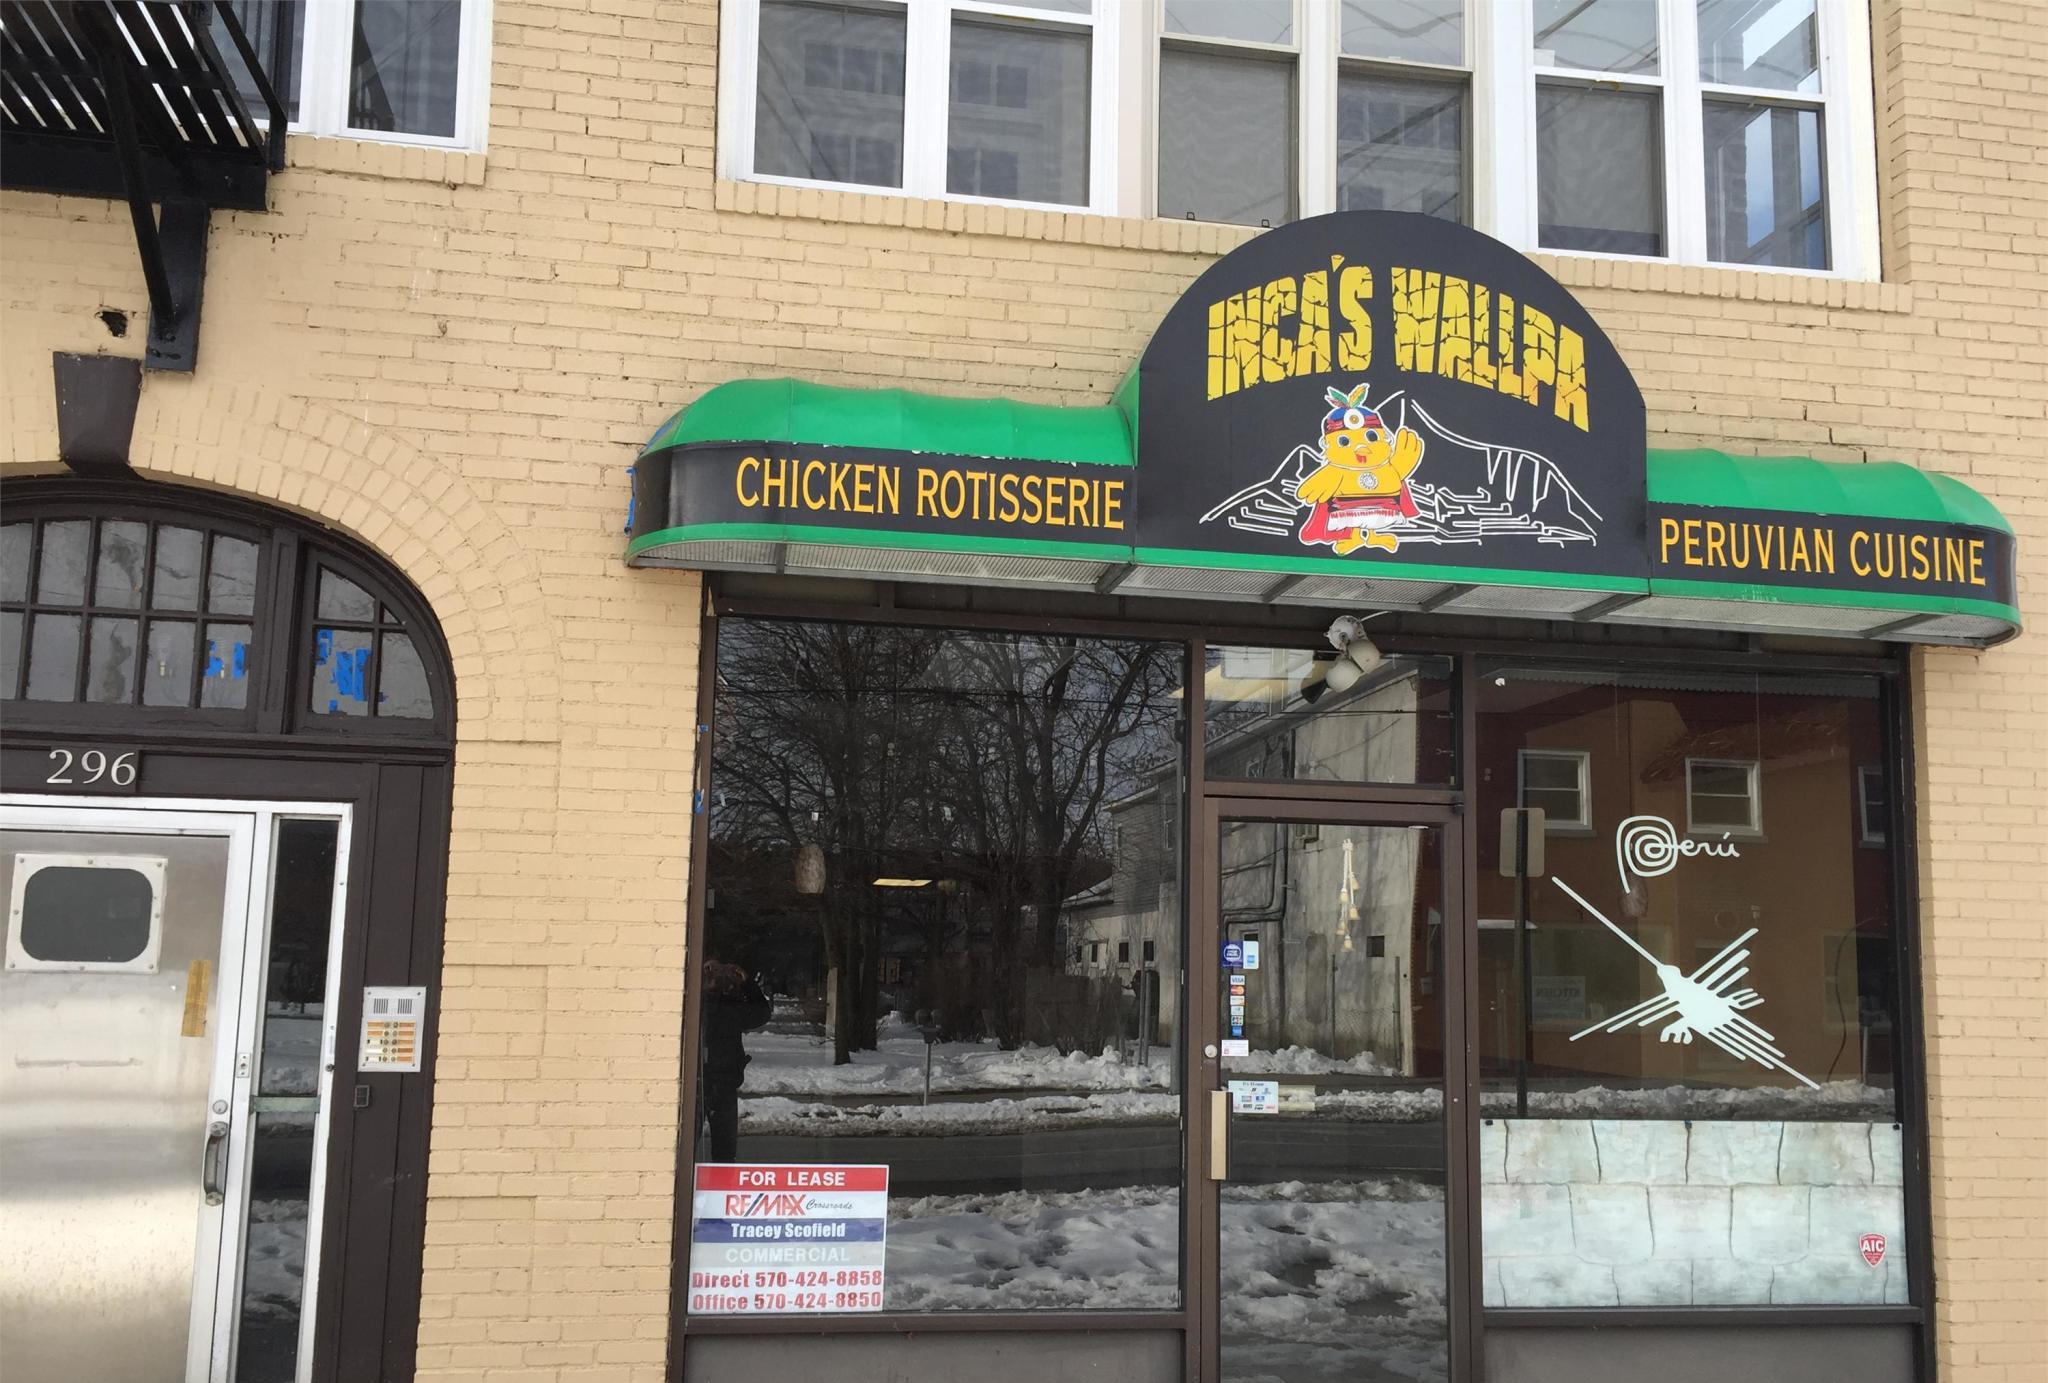 INCA'S WALLPA
CHICKEN ROTISSERIE
PERUVIAN CUISINE
296
Perú
FOR LEASE
RE/MAX Crossroads
Tracey Scofield
COMMERCIAL
Direct 570-424-8858
Office 570-424-8850
VISA
AIC